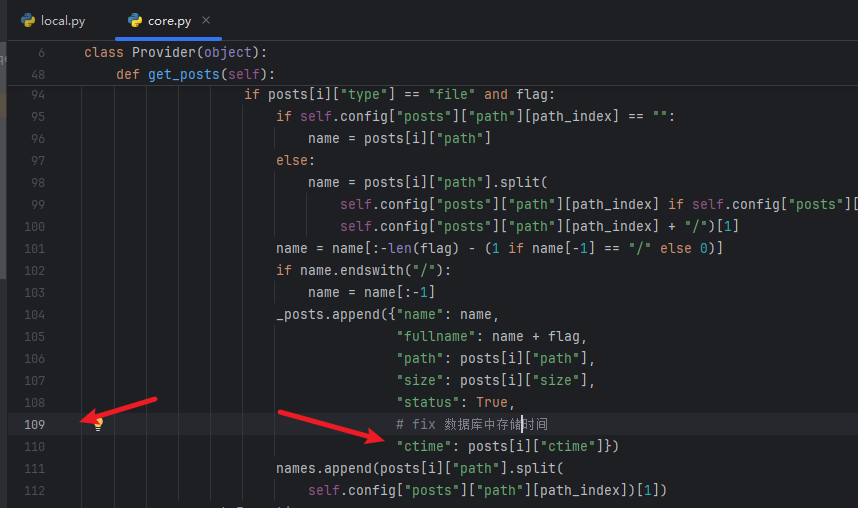 local.py
core.py
6 class Provider(object):
48 def get_posts(self):
94 if posts[i]["type"] == "file" and flag:
95 if self.config["posts"]["path"][path_index] == "":
96 name = posts[i]["path"]
97 else:
98 name = posts[i]["path"].split(
99 self.config["posts"]["path"][path_index] if self.config["posts"][
100 self.config["posts"]["path"][path_index] + "/")[1]
101 name = name[:-len(flag) - (1 if name[-1] == "/" else 0)]
102 if name.endswith("/"):
103 name = name[:-1]
104 _posts.append({"name": name,
105 "fullname": name + flag,
106 "path": posts[i]["path"],
107 "size": posts[i]["size"],
108 "status": True,
109 # fix 数据库中存储时间
110 "ctime": posts[i]["ctime"]})
111 names.append(posts[i]["path"].split(
112 self.config["posts"]["path"][path_index])[1])